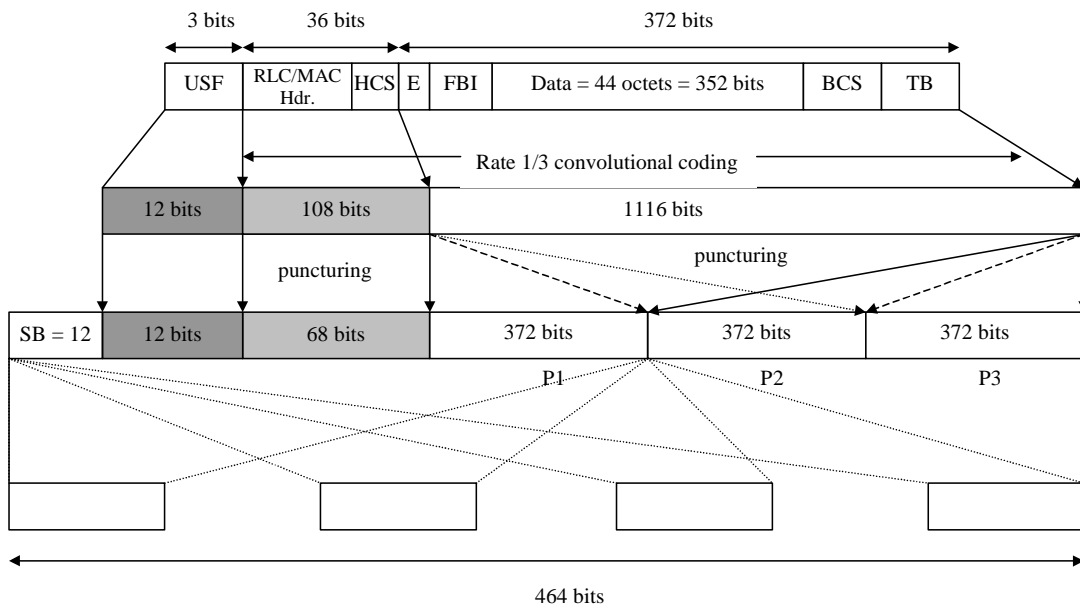 3 bits 36 bits 372 bits
USF RLC/MAC Hdr. HCS E FBI Data = 44 octets = 352 bits BCS TB
Rate 1/3 convolutional coding
12 bits 108 bits 1116 bits
puncturing puncturing
SB = 12 12 bits 68 bits 372 bits 372 bits 372 bits
P1 P2 P3
464 bits